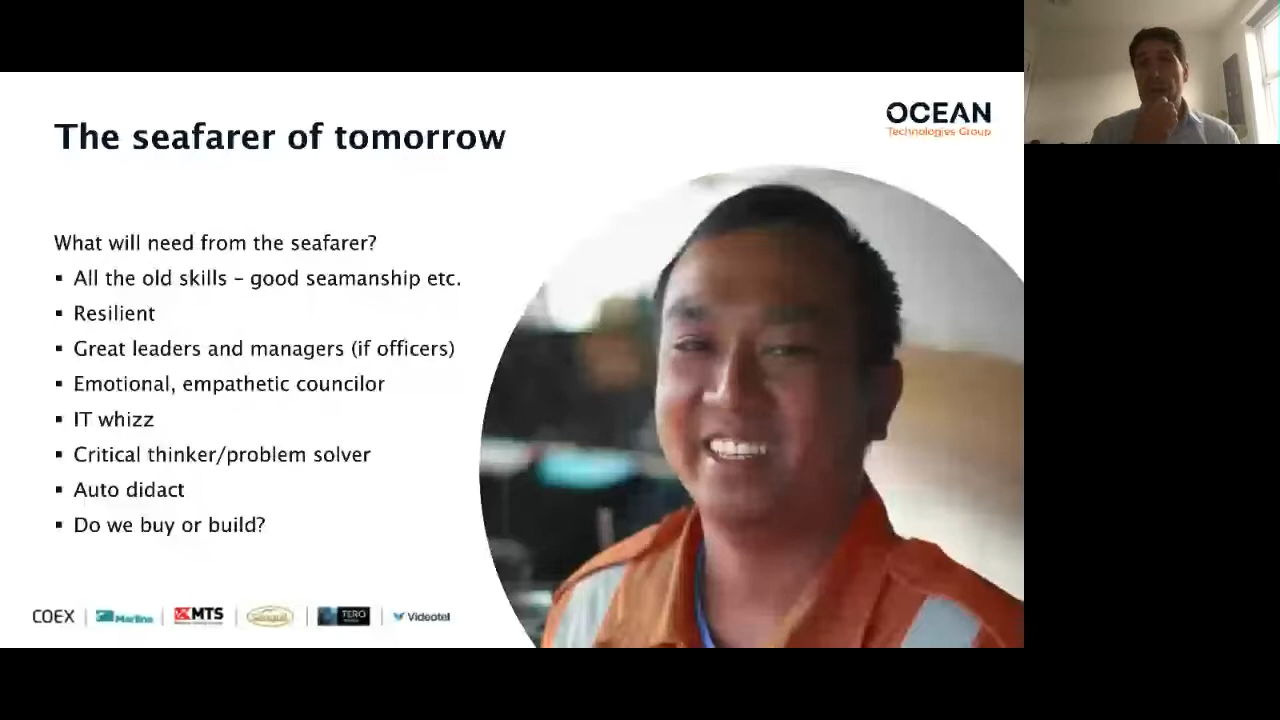 The seafarer of tomorrow
OCEAN
Technologies Group
What will need from the seafarer?
▪ All the old skills – good seamanship etc.
▪ Resilient
▪ Great leaders and managers (if officers)
▪ Emotional, empathetic councilor
▪ IT whizz
▪ Critical thinker/problem solver
▪ Auto didact
▪ Do we buy or build?
COEX
Marlins
MTS
TERO
Videotel